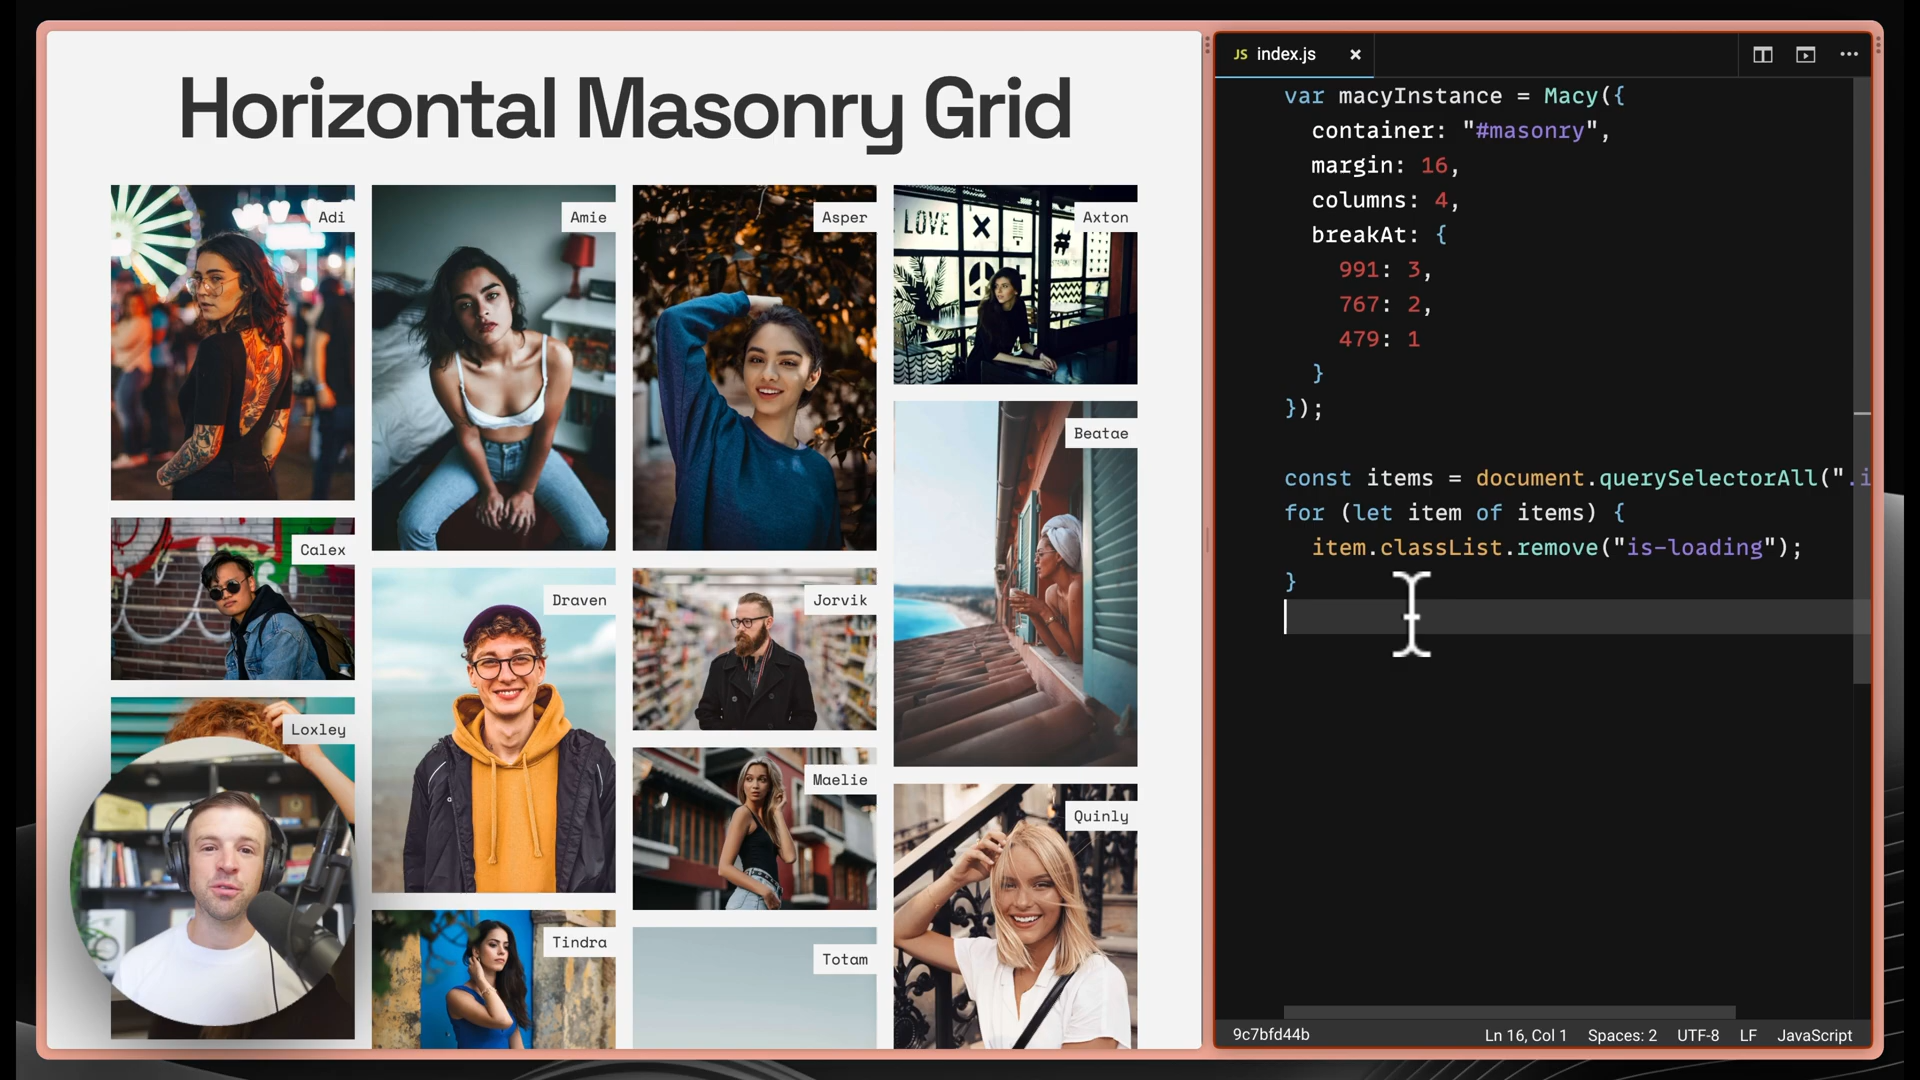 Horizontal Masonry Grid
Adi
Amie
Asper
LOVE
#
Axton
Beatae
Calex
Draven
Jorvik
Loxley
Maelie
Quinly
Tindra
Totam
JS index.js
var macyInstance = Macy({
container: "#masonry",
margin: 16,
columns: 4,
breakAt: {
991: 3,
767: 2,
479: 1
}
});
const items = document.querySelectorAll(".i
for (let item of items) {
item.classList.remove("is-loading");
}
9c7bfd44b Ln 16, Col 1 Spaces: 2 UTF-8 LF JavaScript